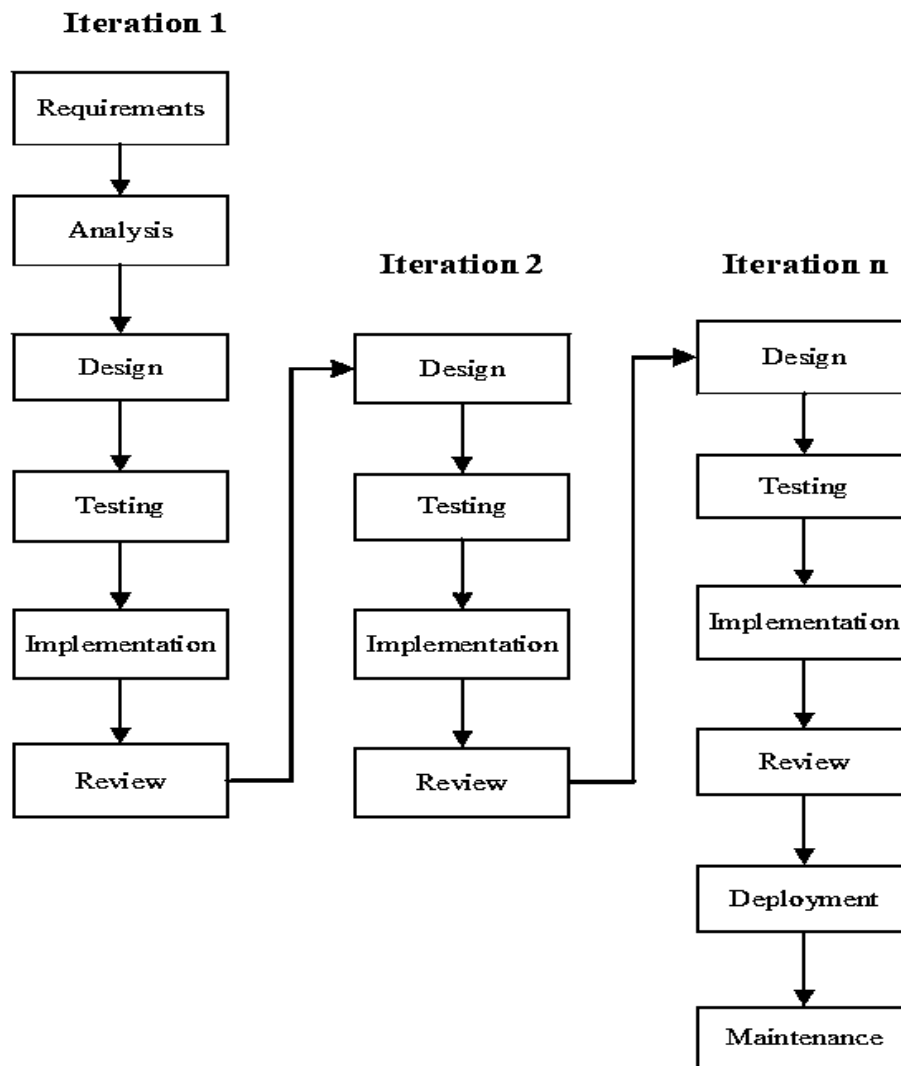 Iteration 1
Requirements
Analysis
Design
Testing
Implementation
Review
Iteration 2
Design
Testing
Implementation
Review
Iteration n
Design
Testing
Implementation
Review
Deployment
Maintenance